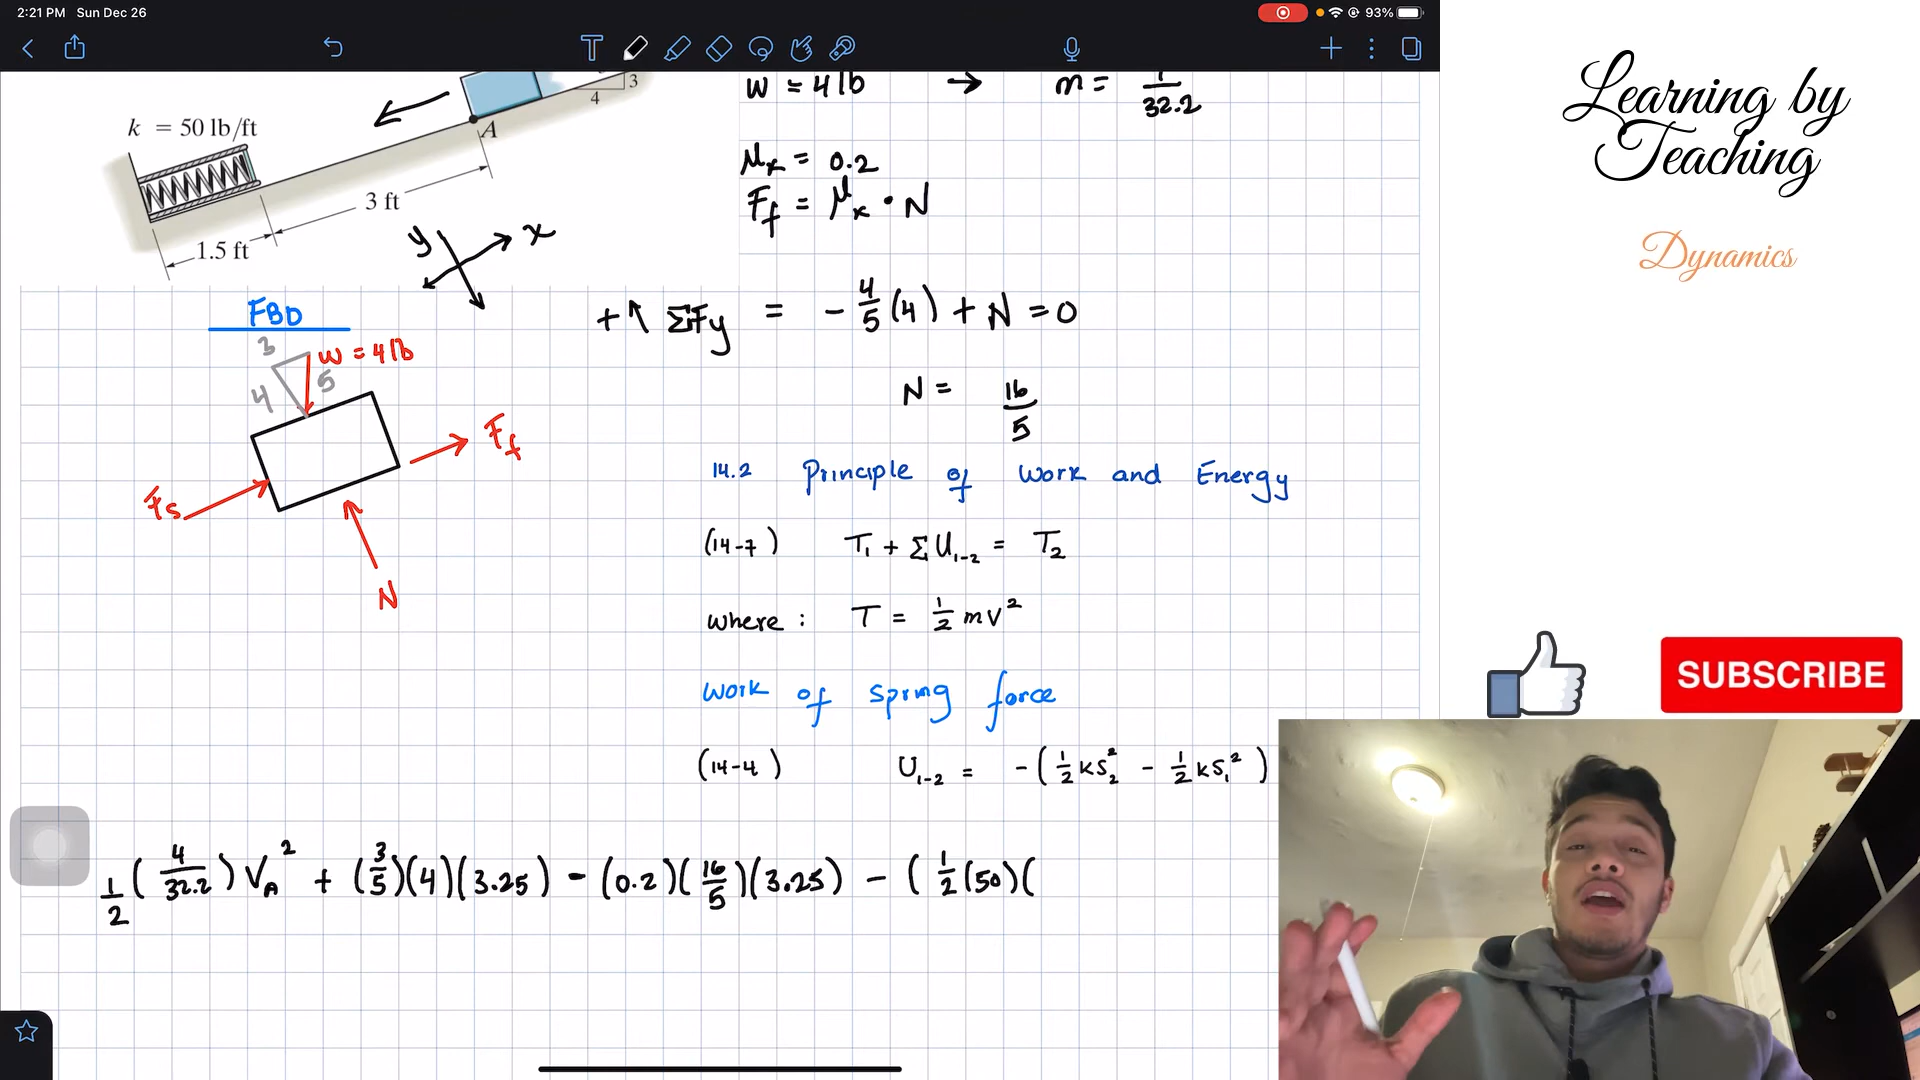 2:21 PM Sun Dec 26
93%
T
Learning by
Teaching
Dynamics
k = 50 lb/ft
A
4
3
3 ft
1.5 ft
y
x
W = 4 lb → m = 1/32.2
μk = 0.2
Ff = μk • N
+↑ ΣFy = - 4/5 (4) + N = 0
N = 16/5
FBD
3
4
5
W = 4 lb
Ff
Fs
N
14.2 Principle of Work and Energy
(14-7) T1 + ΣU1-2 = T2
where : T = 1/2 mv²
Work of spring force
(14-4) U1-2 = -(1/2 ks2² - 1/2 ks1²)
1/2 (4/32.2) VA² + (3/5)(4)(3.25) - (0.2)(16/5)(3.25) - (1/2 (50)(
SUBSCRIBE